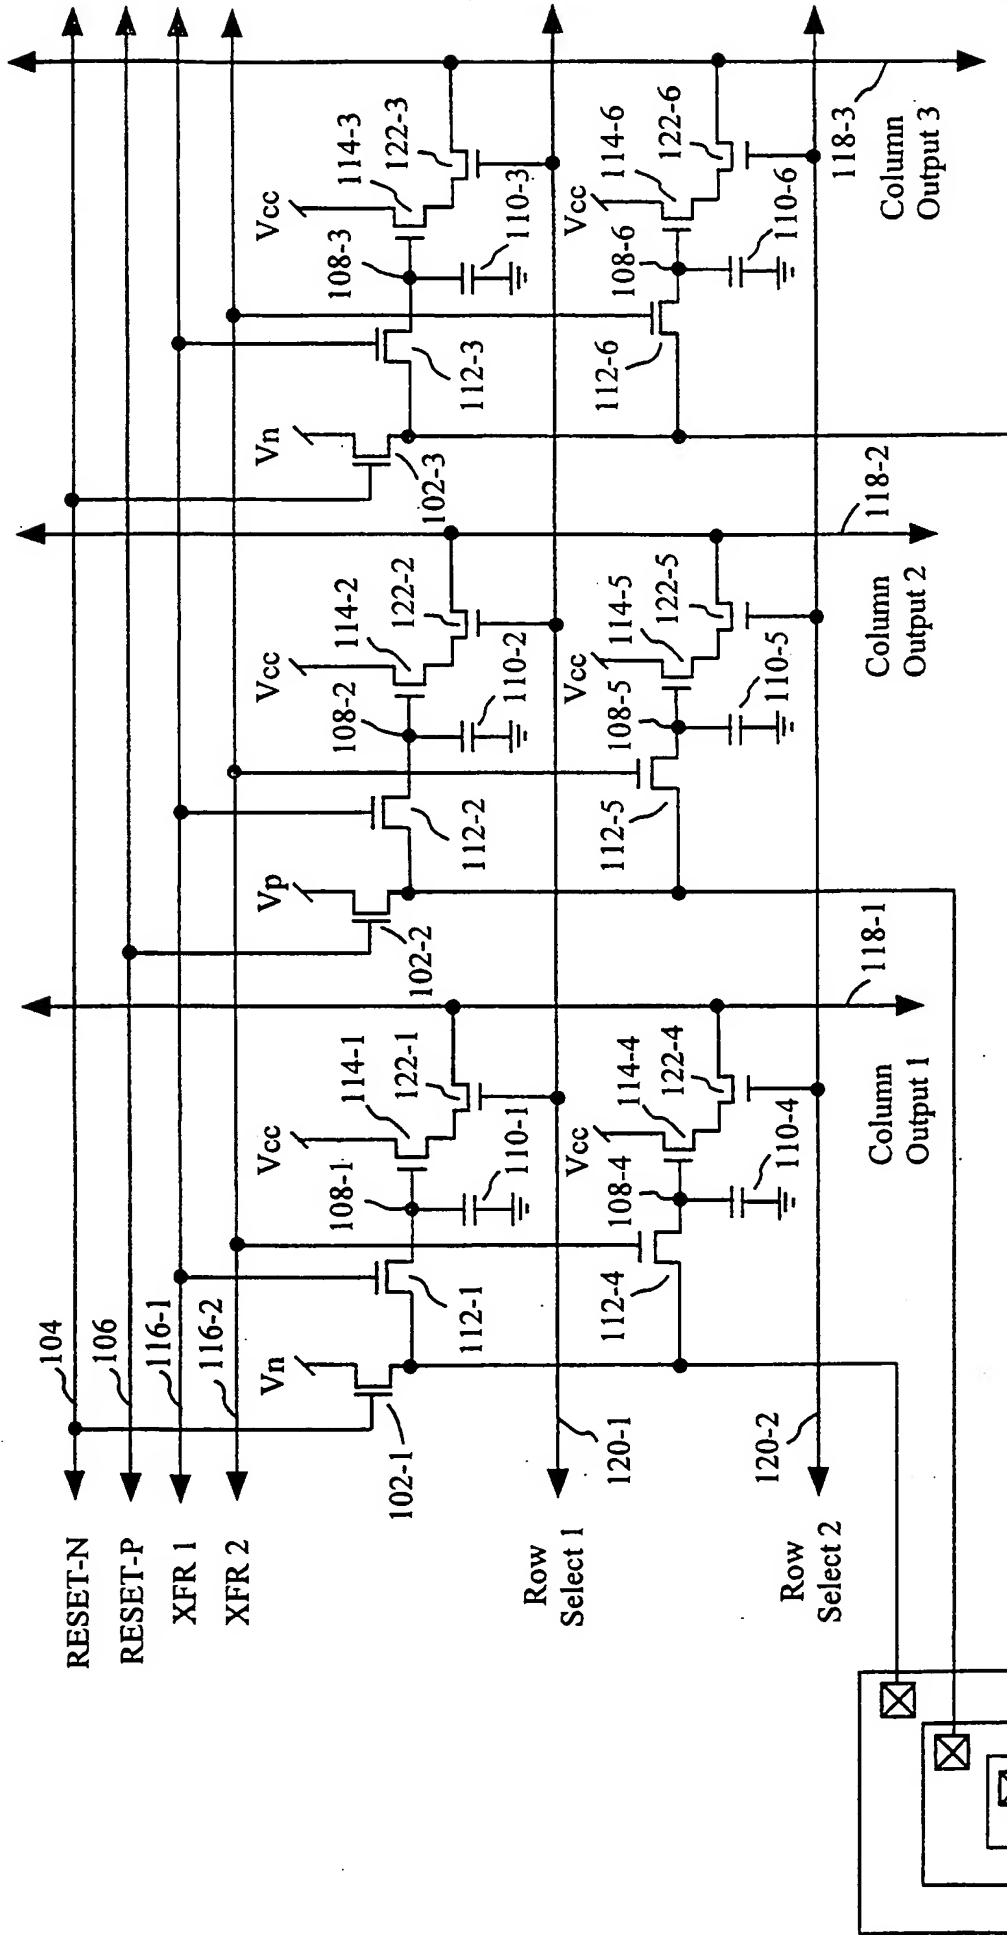 RESET-N
RESET-P
XFR 1
XFR 2
104
106
116-1
116-2
Vn
102-1
112-1
108-1
Vcc
114-1
122-1
110-1
Vp
102-2
112-2
108-2
Vcc
114-2
122-2
110-2
Vn
102-3
112-3
108-3
Vcc
114-3
122-3
110-3
Row
Select 1
120-1
112-4
108-4
Vcc
114-4
122-4
110-4
112-5
108-5
Vcc
114-5
122-5
110-5
112-6
108-6
Vcc
114-6
122-6
110-6
Row
Select 2
120-2
Column
Output 1
118-1
Column
Output 2
118-2
Column
Output 3
118-3